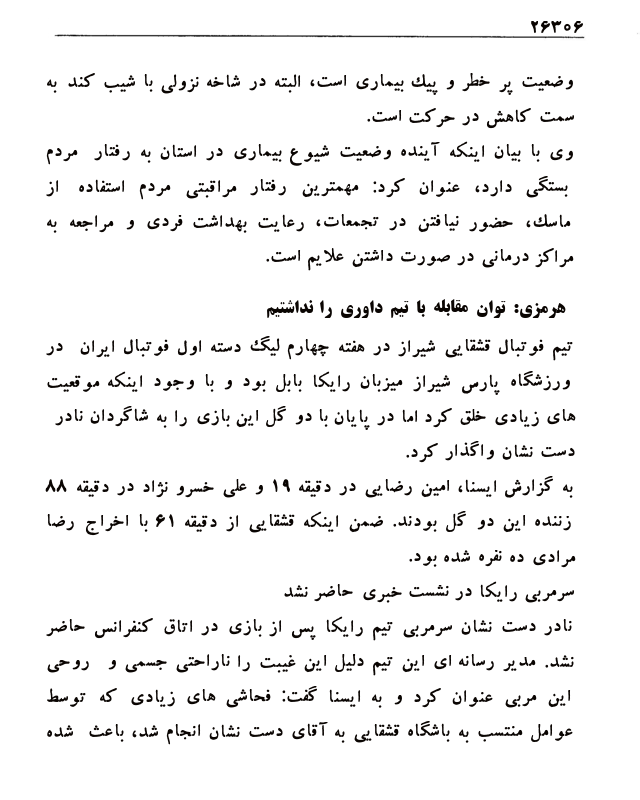 ۲۶۳۰۶
وضعیت پر خطر و پیک بیماری است، البته در شاخه نزولی با شیب کند به
سمت کاهش در حرکت است.
وی با بیان اینکه آینده وضعیت شیوع بیماری در استان به رفتار مردم
بستگی دارد، عنوان کرد: مهمترین رفتار مراقبتی مردم استفاده از
ماسک، حضور نیافتن در تجمعات، رعایت بهداشت فردی و مراجعه به
مراکز درمانی در صورت داشتن علایم است.
هرمزی: توان مقابله با تیم داوری را نداشتیم
تیم فوتبال قشقایی شیراز در هفته چهارم لیگ دسته اول فوتبال ایران در
ورزشگاه پارس شیراز میزبان رایکا بابل بود و با وجود اینکه موقعیت
های زیادی خلق کرد اما در پایان با دو گل این بازی را به شاگردان نادر
دست نشان واگذار کرد.
به گزارش ایسنا، امین رضایی در دقیقه ۱۹ و علی خسرو نژاد در دقیقه ۸۸
زننده این دو گل بودند. ضمن اینکه قشقایی از دقیقه ۶۱ با اخراج رضا
مرادی ده نفره شده بود.
سرمربی رایکا در نشست خبری حاضر نشد
نادر دست نشان سرمربی تیم رایکا پس از بازی در اتاق کنفرانس حاضر
نشد. مدیر رسانه ای این تیم دلیل این غیبت را ناراحتی جسمی و روحی
این مربی عنوان کرد و به ایسنا گفت: فحاشی های زیادی که توسط
عوامل منتسب به باشگاه قشقایی به آقای دست نشان انجام شد، باعث شده